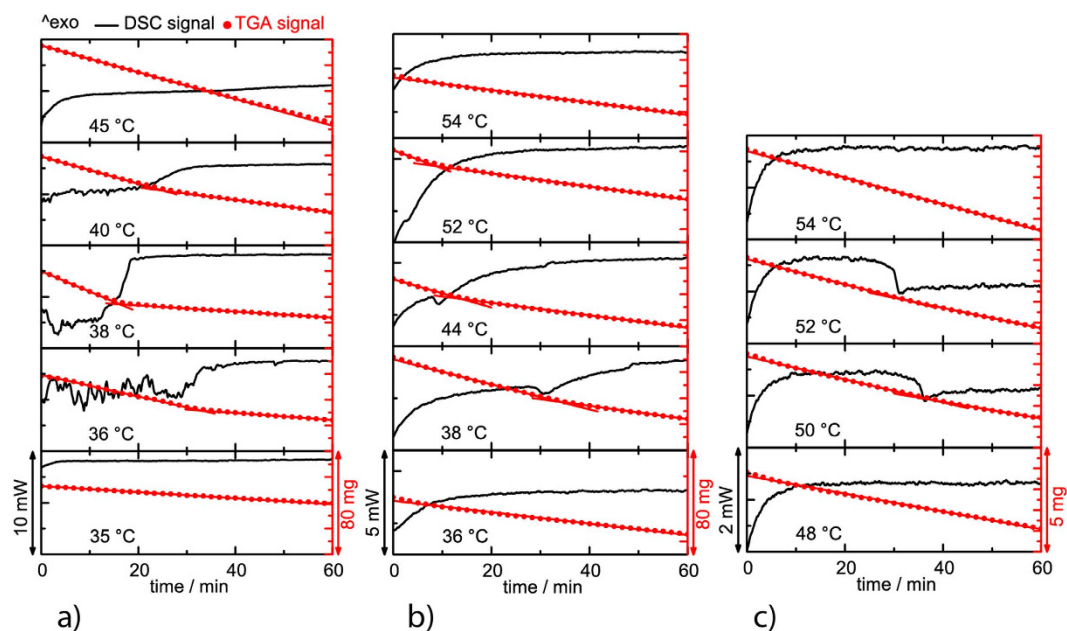 ^exo — DSC signal • TGA signal
45 °C
40 °C
38 °C
36 °C
35 °C
10 mW
80 mg
0 20 40 60
time / min
a)
54 °C
52 °C
44 °C
38 °C
36 °C
5 mW
80 mg
0 20 40 60
time / min
b)
54 °C
52 °C
50 °C
48 °C
2 mW
5 mg
0 20 40 60
time / min
c)